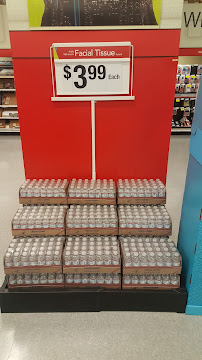 Facial Tissue
$3.99 Each